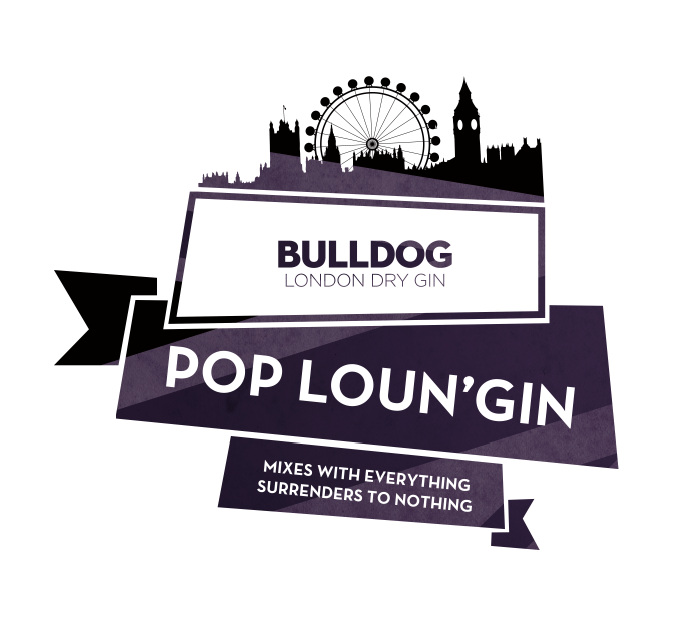 BULLDOG
LONDON DRY GIN
POP LOUN'GIN
MIXES WITH EVERYTHING
SURRENDERS TO NOTHING